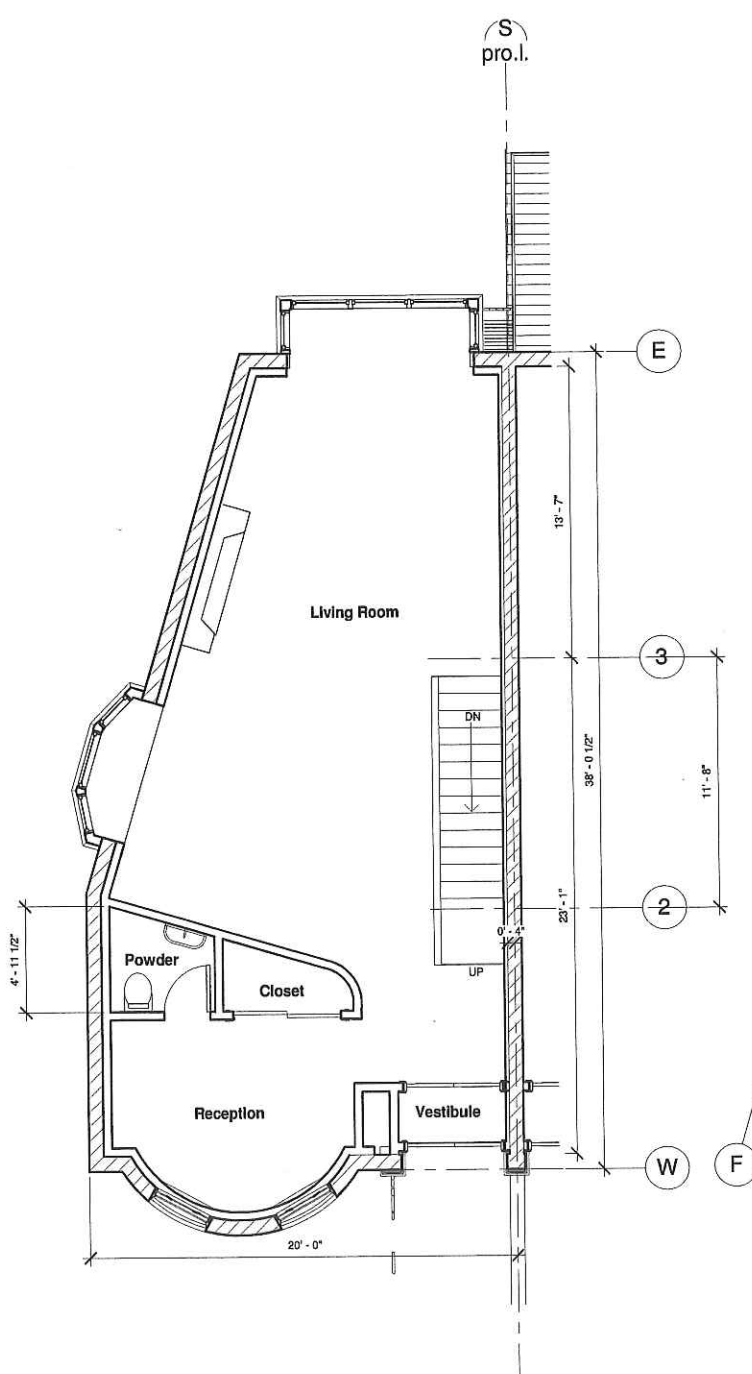 S
pro.l.
E
13' - 7"
Living Room
3
DN
38' - 0 1/2"
11' - 8"
2
23' - 1"
0' - 4"
4' - 11 1/2"
Powder
Closet
UP
Reception
Vestibule
W
F
20' - 0"